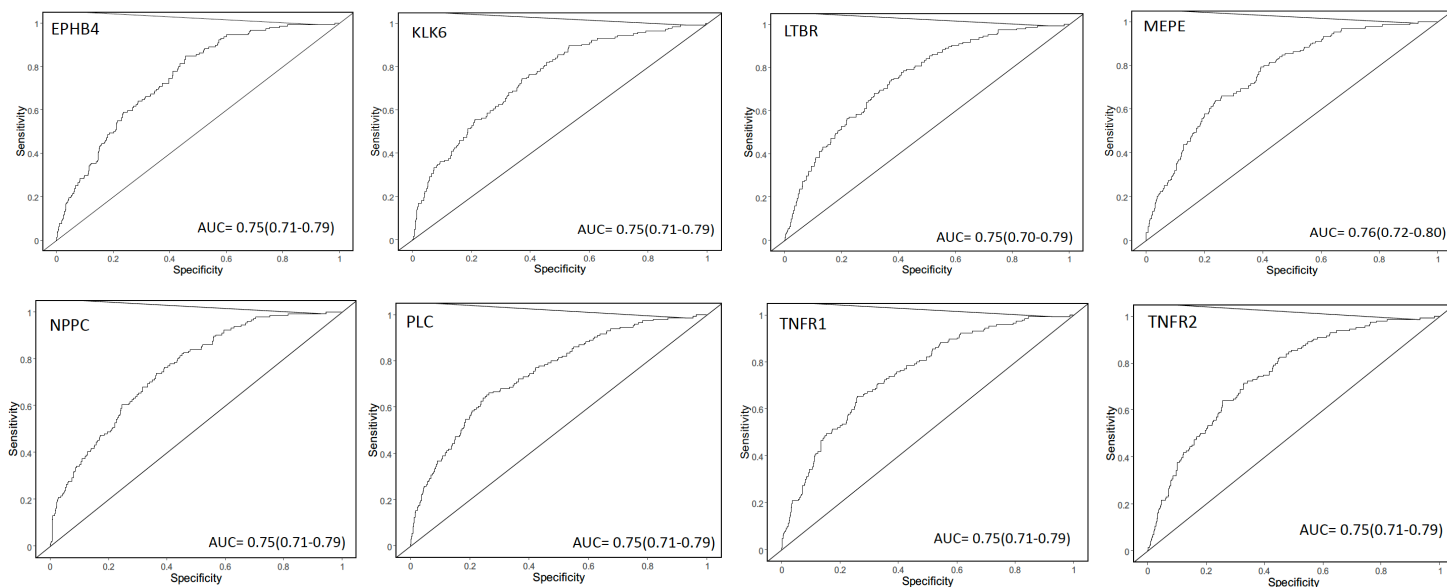 EPHB4
1
0.8
0.6
0.4
0.2
0
Sensitivity
AUC= 0.75(0.71-0.79)
0 0.2 0.4 0.6 0.8 1
Specificity
KLK6
1
0.8
0.6
0.4
0.2
0
Sensitivity
AUC= 0.75(0.71-0.79)
0 0.2 0.4 0.6 0.8 1
Specificity
LTBR
1
0.8
0.6
0.4
0.2
0
Sensitivity
AUC= 0.75(0.70-0.79)
0 0.2 0.4 0.6 0.8 1
Specificity
MEPE
1
0.8
0.6
0.4
0.2
0
Sensitivity
AUC= 0.76(0.72-0.80)
0 0.2 0.4 0.6 0.8 1
Specificity
NPPC
1
0.8
0.6
0.4
0.2
0
Sensitivity
AUC= 0.75(0.71-0.79)
0 0.2 0.4 0.6 0.8 1
Specificity
PLC
1
0.8
0.6
0.4
0.2
0
Sensitivity
AUC= 0.75(0.71-0.79)
0 0.2 0.4 0.6 0.8 1
Specificity
TNFR1
1
0.8
0.6
0.4
0.2
0
Sensitivity
AUC= 0.75(0.71-0.79)
0 0.2 0.4 0.6 0.8 1
Specificity
TNFR2
1
0.8
0.6
0.4
0.2
0
Sensitivity
AUC= 0.75(0.71-0.79)
0 0.2 0.4 0.6 0.8 1
Specificity